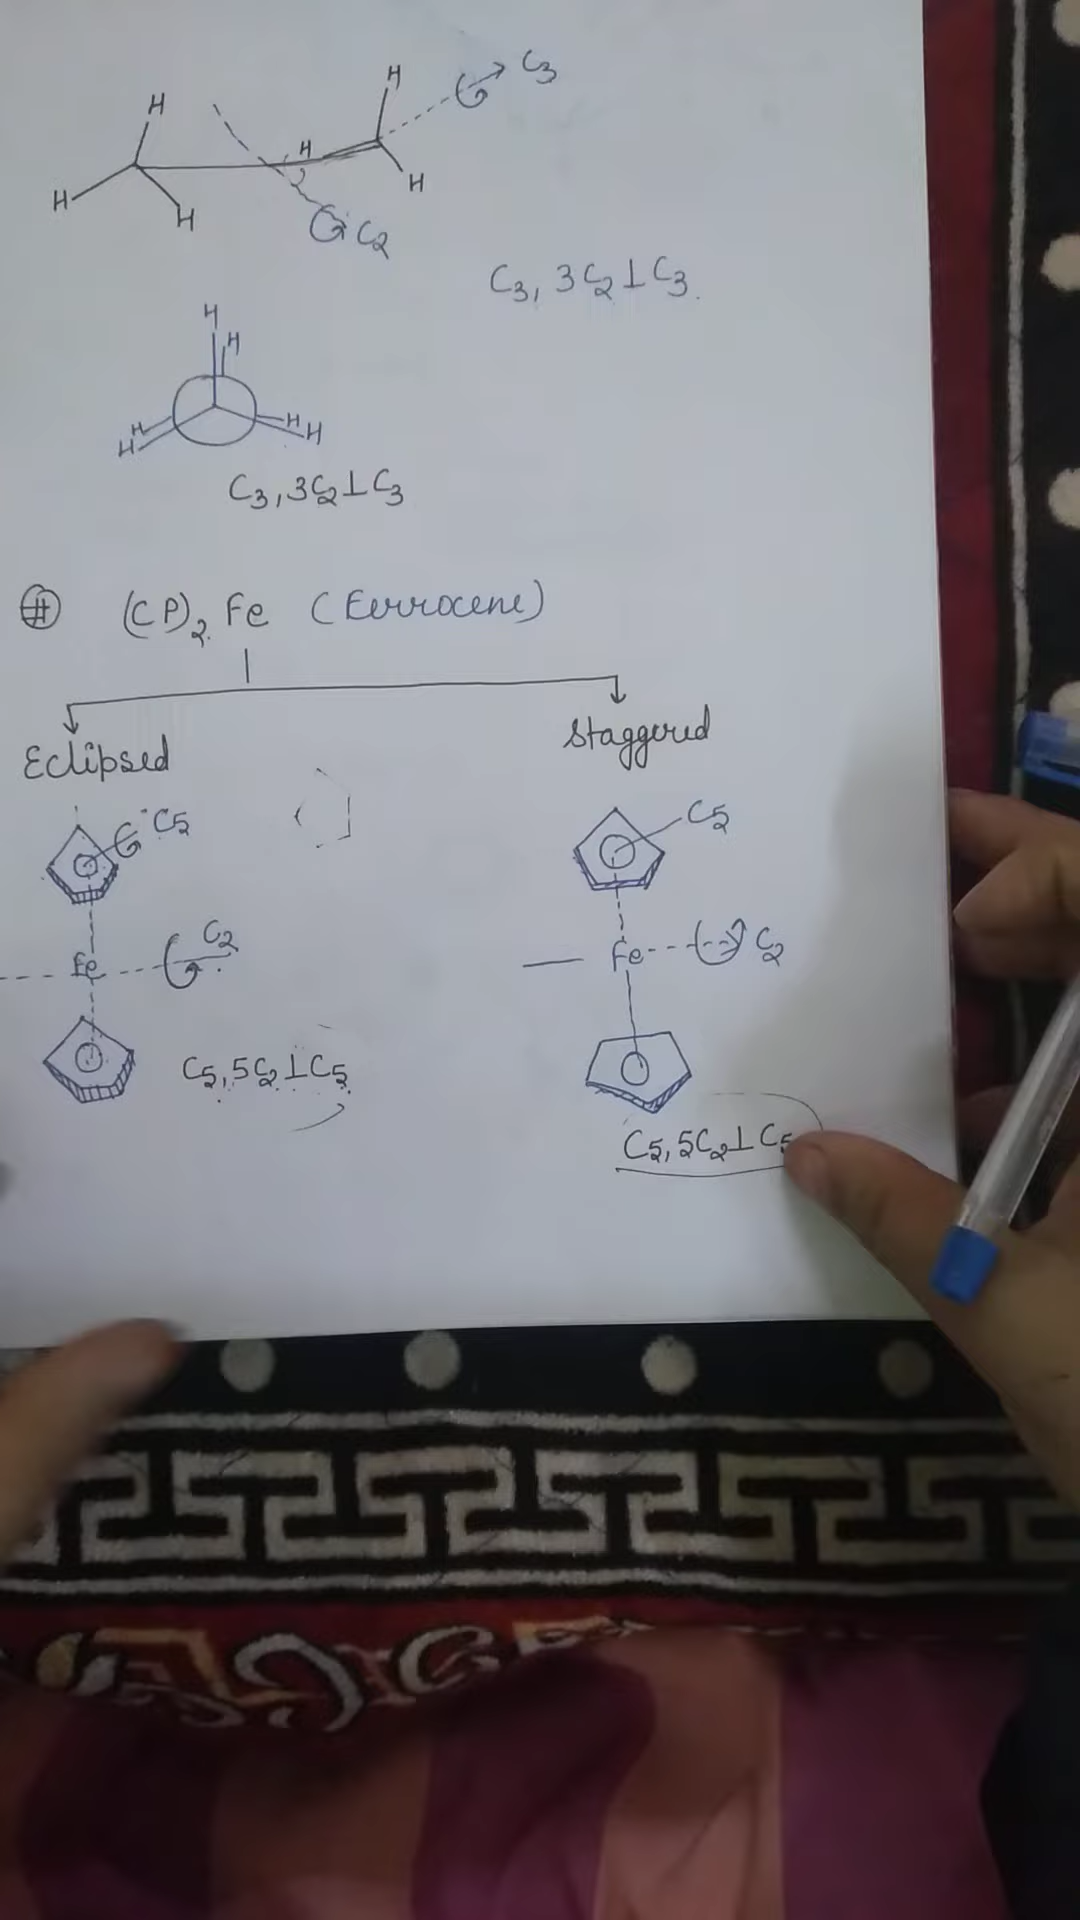 H H C3
H H H
H
C2
C3, 3C2⊥C3
H
H
H H
H H
C3, 3C2⊥C3
# (CP)2 Fe (Ferrocene)
Eclipsed Staggered
C5 C5
Fe C2 Fe C2
C5, 5C2⊥C5
C5, 5C2⊥C5